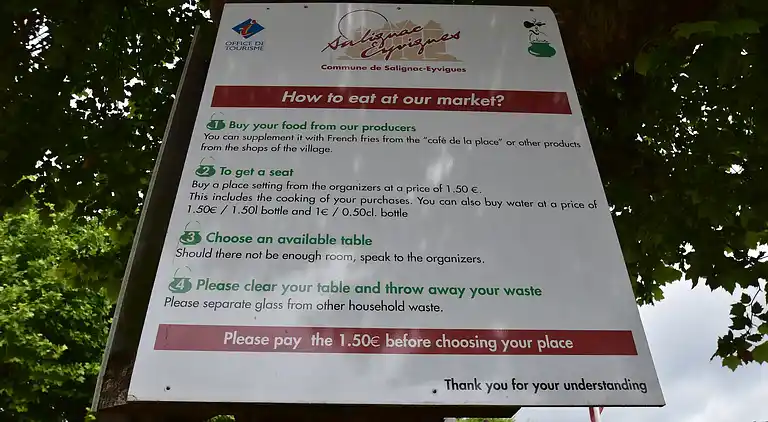 OFFICE DE
TOURISME
Salignac
Eyvigues
Commune de Salignac-Eyvigues
How to eat at our market?
1 Buy your food from our producers
You can supplement it with French fries from the "café de la place" or other products
from the shops of the village.
2 To get a seat
Buy a place setting from the organizers at a price of 1,50 €.
This includes the cooking of your purchases. You can also buy water at a price of
1.50€ / 1.50l bottle and 1€ / 0.50cl. bottle
3 Choose an available table
Should there not be enough room, speak to the organizers.
4 Please clear your table and throw away your waste
Please separate glass from other household waste.
Please pay the 1.50€ before choosing your place
Thank you for your understanding